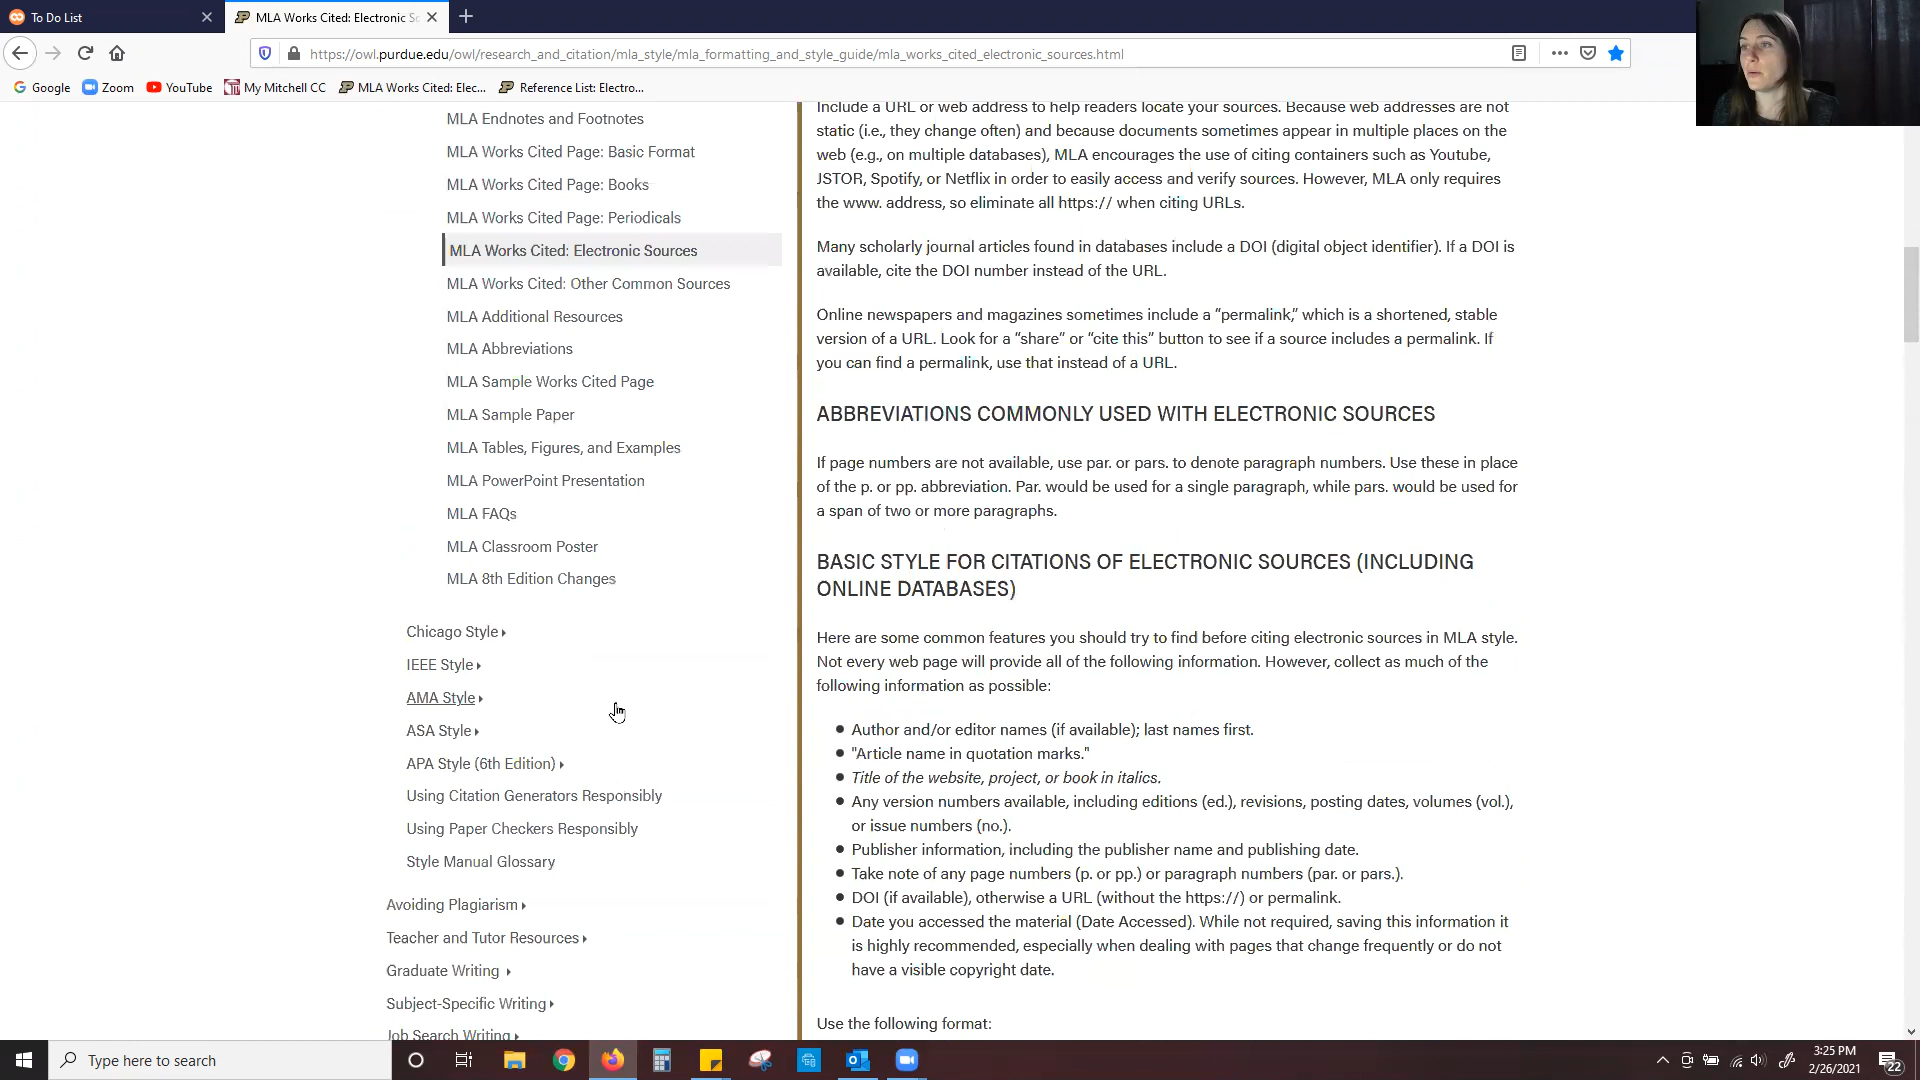 To Do List
MLA Works Cited: Electronic So
https://owl.purdue.edu/owl/research_and_citation/mla_style/mla_formatting_and_style_guide/mla_works_cited_electronic_sources.html
Google
Zoom
YouTube
My Mitchell CC
MLA Works Cited: Elec...
Reference List: Electro...
MLA Endnotes and Footnotes
MLA Works Cited Page: Basic Format
MLA Works Cited Page: Books
MLA Works Cited Page: Periodicals
MLA Works Cited: Electronic Sources
MLA Works Cited: Other Common Sources
MLA Additional Resources
MLA Abbreviations
MLA Sample Works Cited Page
MLA Sample Paper
MLA Tables, Figures, and Examples
MLA PowerPoint Presentation
MLA FAQs
MLA Classroom Poster
MLA 8th Edition Changes
Chicago Style
IEEE Style
AMA Style
ASA Style
APA Style (6th Edition)
Using Citation Generators Responsibly
Using Paper Checkers Responsibly
Style Manual Glossary
Avoiding Plagiarism
Teacher and Tutor Resources
Graduate Writing
Subject-Specific Writing
Job Search Writing
Include a URL or web address to help readers locate your sources. Because web addresses are not
static (i.e., they change often) and because documents sometimes appear in multiple places on the
web (e.g., on multiple databases), MLA encourages the use of citing containers such as Youtube,
JSTOR, Spotify, or Netflix in order to easily access and verify sources. However, MLA only requires
the www. address, so eliminate all https:// when citing URLs.
Many scholarly journal articles found in databases include a DOI (digital object identifier). If a DOI is
available, cite the DOI number instead of the URL.
Online newspapers and magazines sometimes include a “permalink,” which is a shortened, stable
version of a URL. Look for a “share” or “cite this” button to see if a source includes a permalink. If
you can find a permalink, use that instead of a URL.
ABBREVIATIONS COMMONLY USED WITH ELECTRONIC SOURCES
If page numbers are not available, use par. or pars. to denote paragraph numbers. Use these in place
of the p. or pp. abbreviation. Par. would be used for a single paragraph, while pars. would be used for
a span of two or more paragraphs.
BASIC STYLE FOR CITATIONS OF ELECTRONIC SOURCES (INCLUDING
ONLINE DATABASES)
Here are some common features you should try to find before citing electronic sources in MLA style.
Not every web page will provide all of the following information. However, collect as much of the
following information as possible:
● Author and/or editor names (if available); last names first.
● "Article name in quotation marks."
● Title of the website, project, or book in italics.
● Any version numbers available, including editions (ed.), revisions, posting dates, volumes (vol.),
or issue numbers (no.).
● Publisher information, including the publisher name and publishing date.
● Take note of any page numbers (p. or pp.) or paragraph numbers (par. or pars.).
● DOI (if available), otherwise a URL (without the https://) or permalink.
● Date you accessed the material (Date Accessed). While not required, saving this information it
is highly recommended, especially when dealing with pages that change frequently or do not
have a visible copyright date.
Use the following format:
Type here to search
3:25 PM
2/26/2021
22